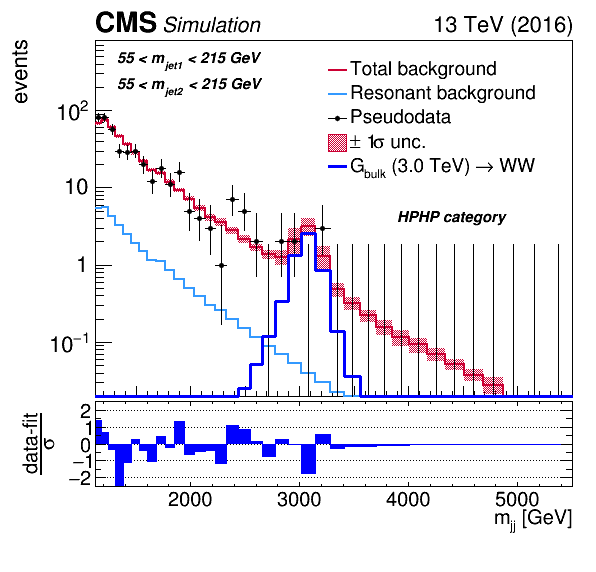 CMS Simulation 13 TeV (2016)
events
55 < m_jet1 < 215 GeV
55 < m_jet2 < 215 GeV
Total background
Resonant background
Pseudodata
± 1σ unc.
G_bulk (3.0 TeV) → WW
HPHP category
10²
10
1
10⁻¹
data-fit
σ
2
1
0
−1
−2
2000 3000 4000 5000
m_jj [GeV]